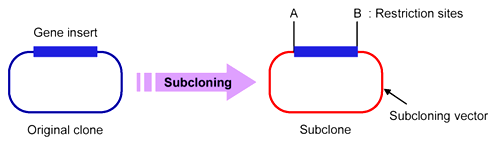 A B : Restriction sites
Gene insert
Subcloning
Subcloning vector
Original clone
Subclone